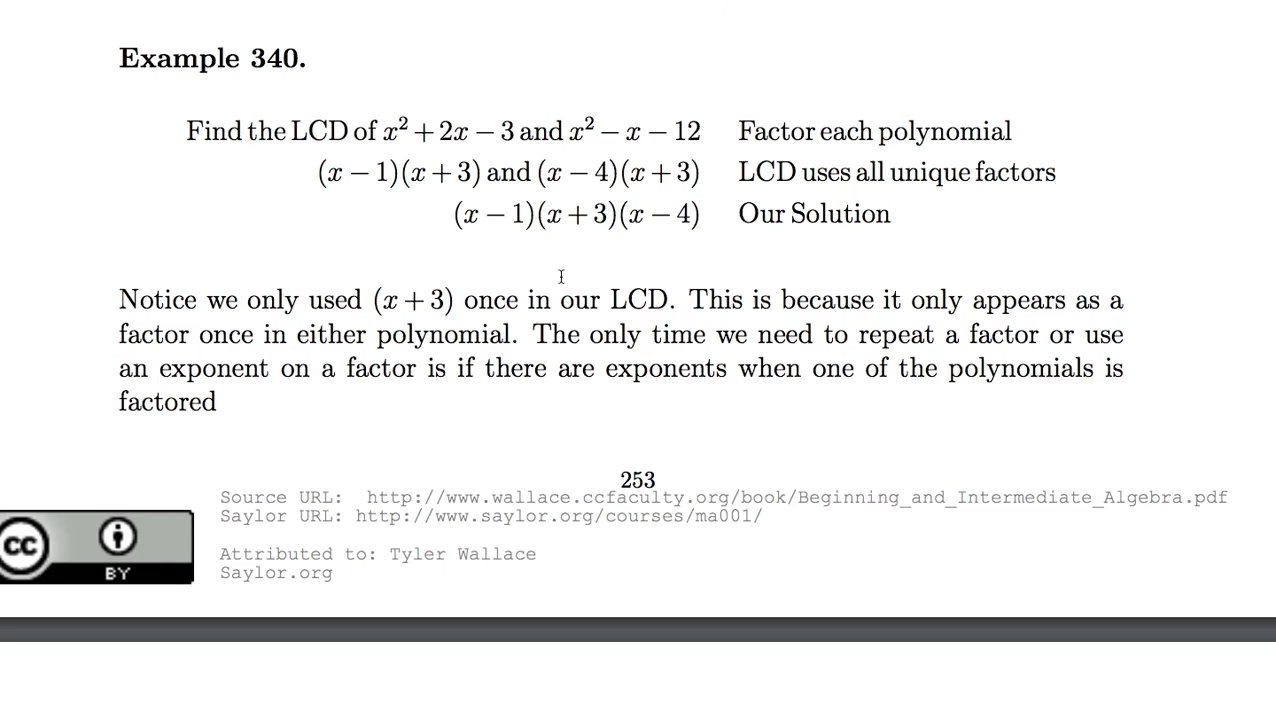 Example 340.
Find the LCD of x² + 2x − 3 and x² − x − 12 Factor each polynomial
(x − 1)(x + 3) and (x − 4)(x + 3) LCD uses all unique factors
(x − 1)(x + 3)(x − 4) Our Solution
Notice we only used (x + 3) once in our LCD. This is because it only appears as a
factor once in either polynomial. The only time we need to repeat a factor or use
an exponent on a factor is if there are exponents when one of the polynomials is
factored
253
Source URL: http://www.wallace.ccfaculty.org/book/Beginning_and_Intermediate_Algebra.pdf
Saylor URL: http://www.saylor.org/courses/ma001/
Attributed to: Tyler Wallace
Saylor.org
cc
BY